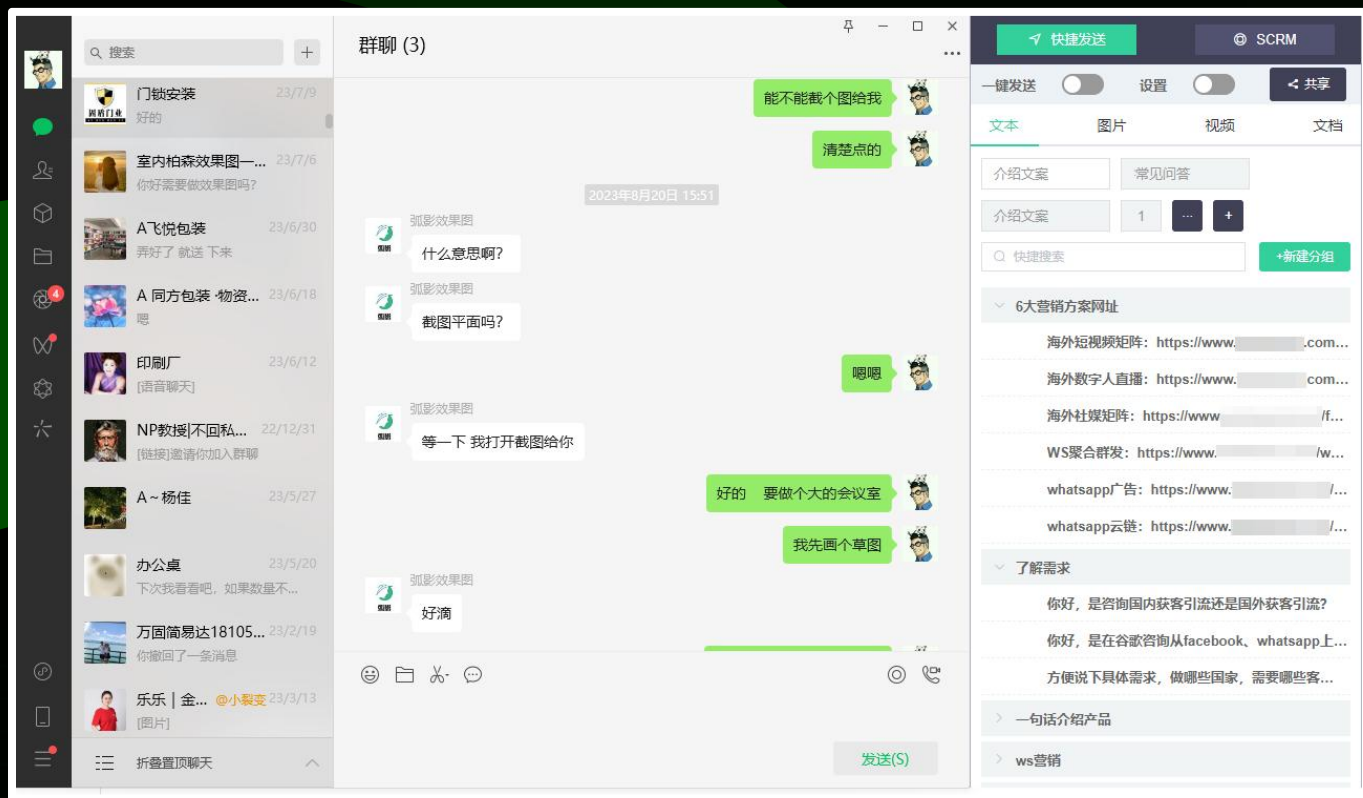 搜索
门锁安装 23/7/9
好的
室内柏森效果图—... 23/7/6
你好需要做效果图吗?
A飞悦包装 23/6/30
弄好了 就送 下来
A 同方包装 ·物资... 23/6/18
嗯
印刷厂 23/6/12
[语音聊天]
NP教授|不回私... 22/12/31
[链接]邀请你加入群聊
A~杨佳 23/5/27
办公桌 23/5/20
下次我看看吧,如果数量不...
万固简易达18105... 23/2/19
你撤回了一条消息
乐乐 | 金... @小裂变 23/3/13
[图片]
折叠置顶聊天
4
群聊 (3)
能不能截个图给我
清楚点的
2023年8月20日 15:51
弧影效果图
什么意思啊?
弧影效果图
截图平面吗?
嗯嗯
弧影效果图
等一下 我打开截图给你
好的 要做个大的会议室
我先画个草图
弧影效果图
好滴
发送(S)
快捷发送 SCRM
一键发送 设置 共享
文本 图片 视频 文档
介绍文案 常见问答
介绍文案 1 ... +
快捷搜索 +新建分组
6大营销方案网址
海外短视频矩阵:https://www. .com...
海外数字人直播:https://www. com...
海外社媒矩阵:https://www /f...
WS聚合群发:https://www. /w...
whatsapp广告:https://www. /...
whatsapp云链:https://www. /...
了解需求
你好,是咨询国内获客引流还是国外获客引流?
你好,是在谷歌咨询从facebook、whatsapp上...
方便说下具体需求,做哪些国家,需要哪些客...
一句话介绍产品
ws营销